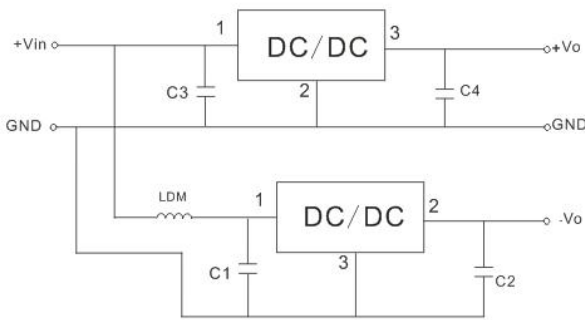 +Vin
1
DC/DC
3
+Vo
C3
2
C4
GND
GND
LDM
1
DC/DC
2
-Vo
C1
3
C2